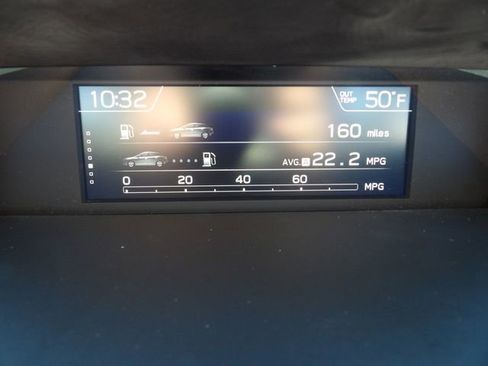 10:32 OUT TEMP 50°F
160 miles
AVG. 22.2 MPG
0 20 40 60 MPG